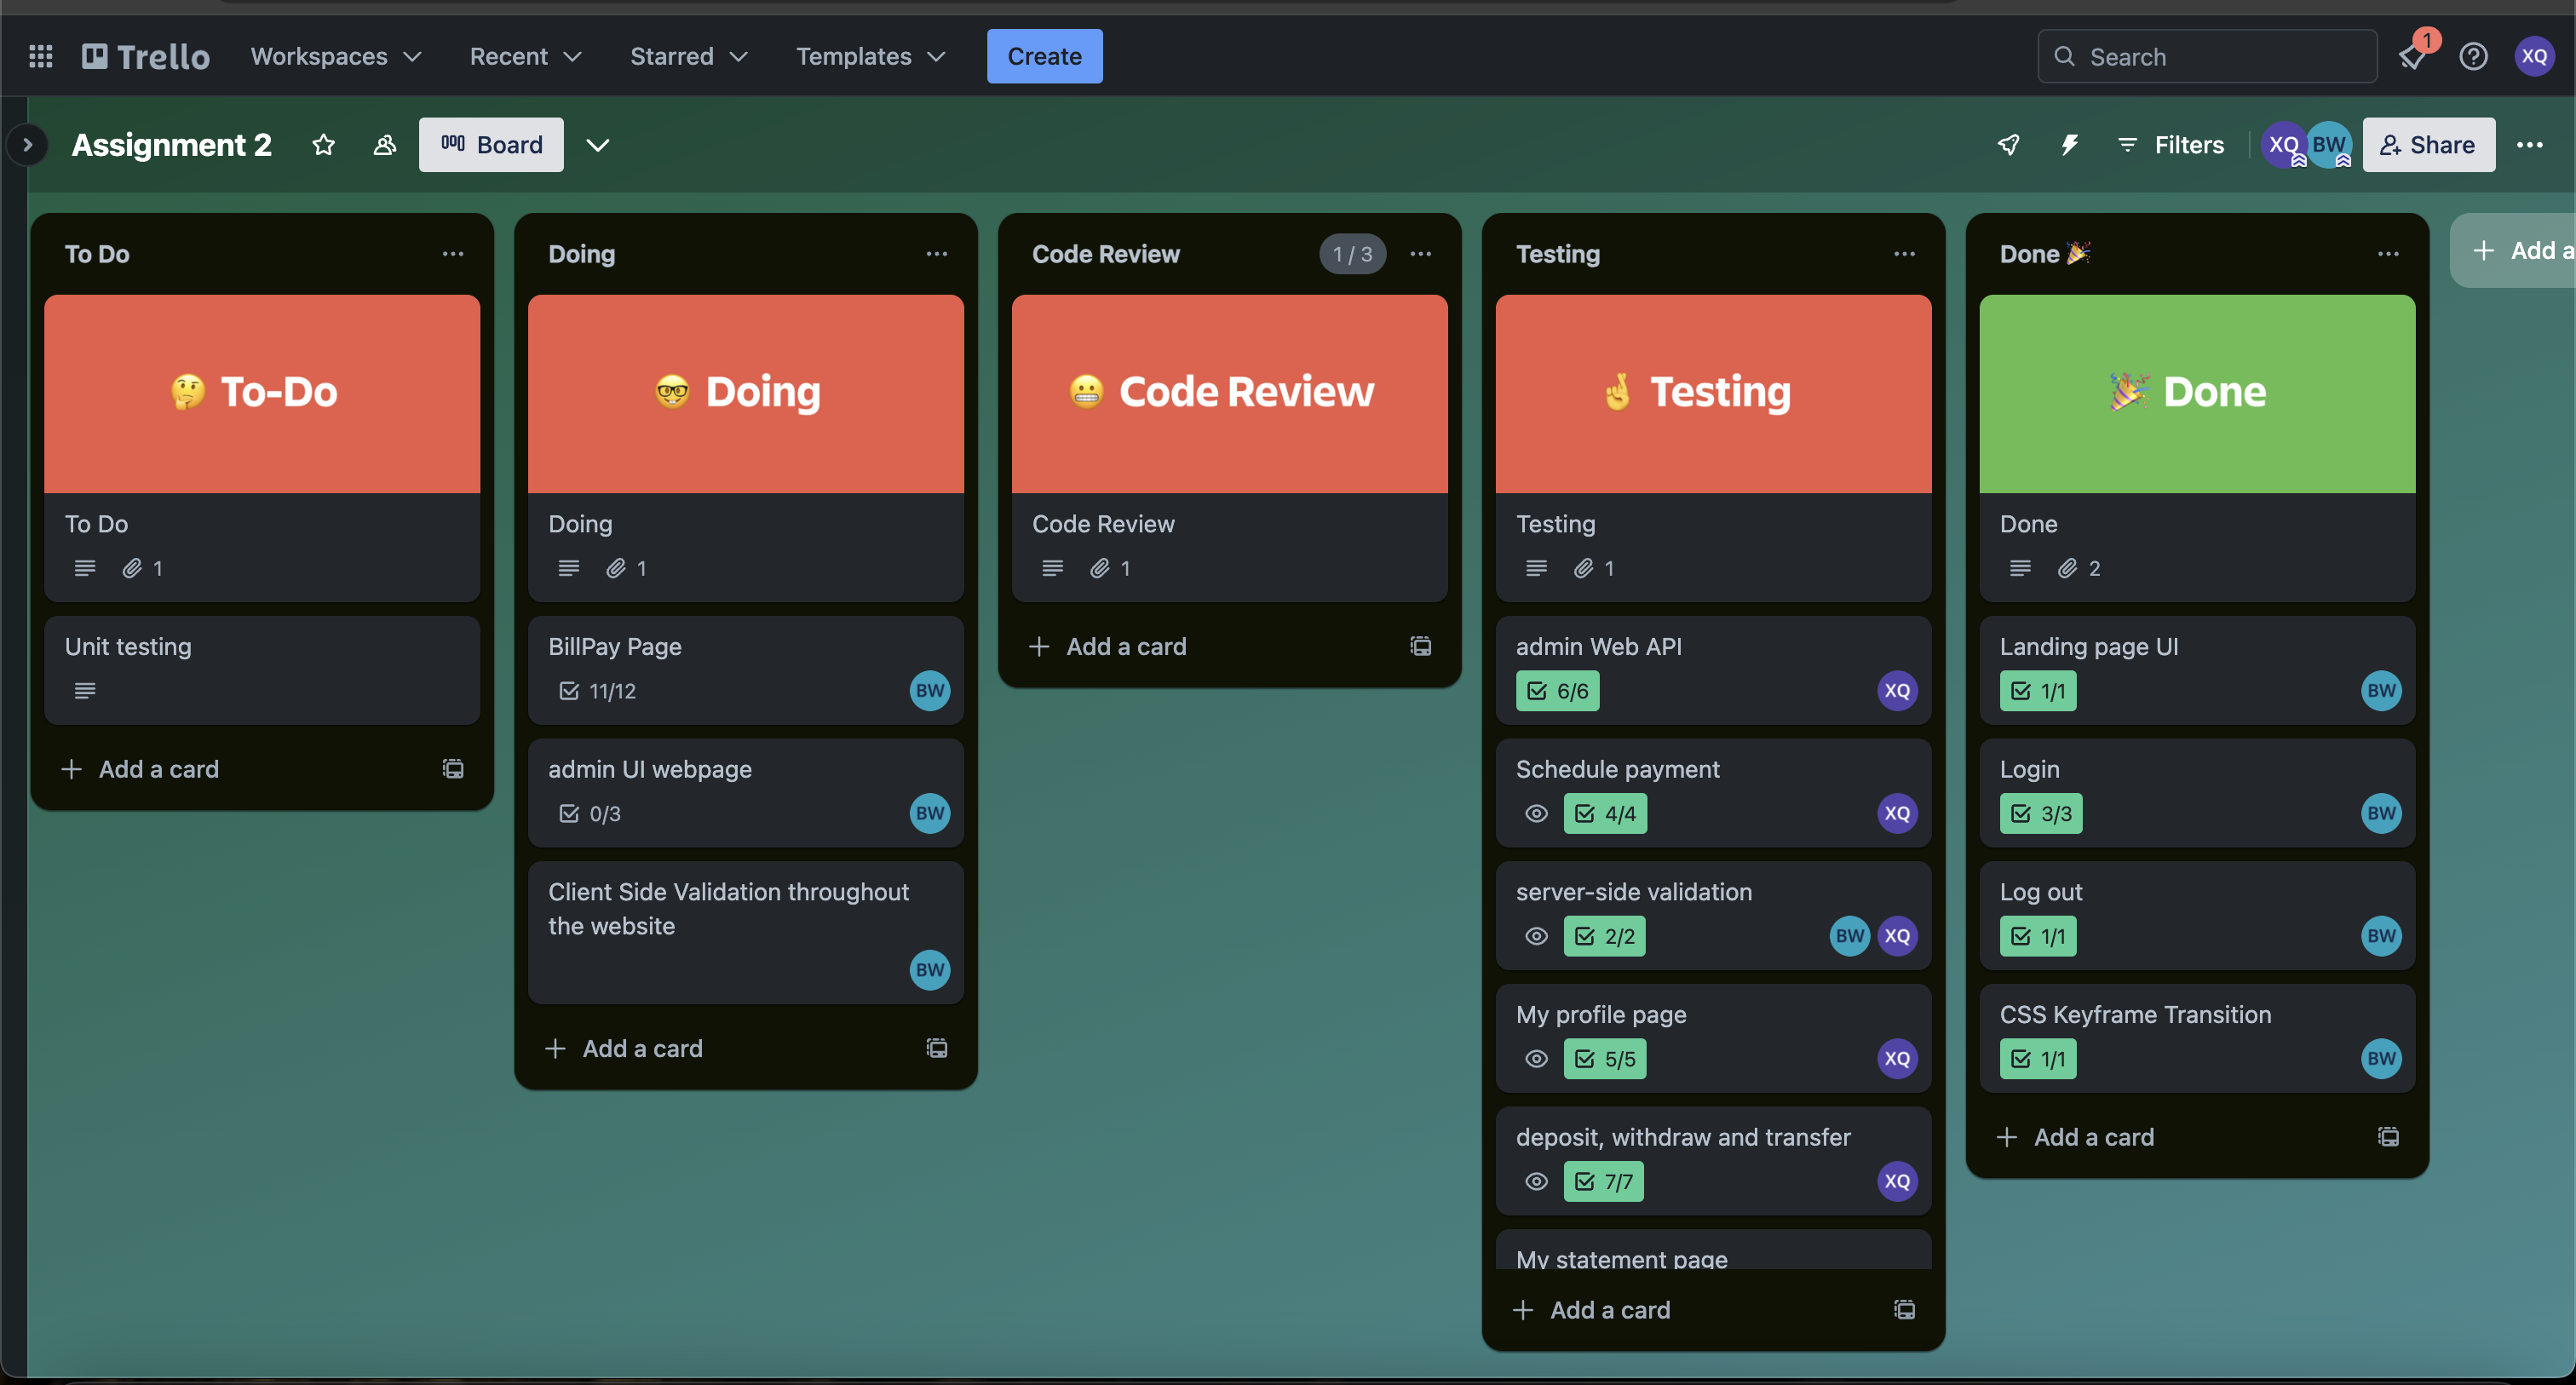 Trello Workspaces Recent Starred Templates Create Search 1 XQ
Assignment 2 Board Filters XQ BW Share
To Do
🤔 To-Do
To Do
1
Unit testing
Add a card
Doing
🤓 Doing
Doing
1
BillPay Page
11/12 BW
admin UI webpage
0/3 BW
Client Side Validation throughout
the website
BW
Add a card
Code Review 1 / 3
😬 Code Review
Code Review
1
Add a card
Testing
🤞 Testing
Testing
1
admin Web API
6/6 XQ
Schedule payment
4/4 XQ
server-side validation
2/2 BW XQ
My profile page
5/5 XQ
deposit, withdraw and transfer
7/7 XQ
My statement page
Add a card
Done 🎉
🎉 Done
Done
2
Landing page UI
1/1 BW
Login
3/3 BW
Log out
1/1 BW
CSS Keyframe Transition
1/1 BW
Add a card
Add a